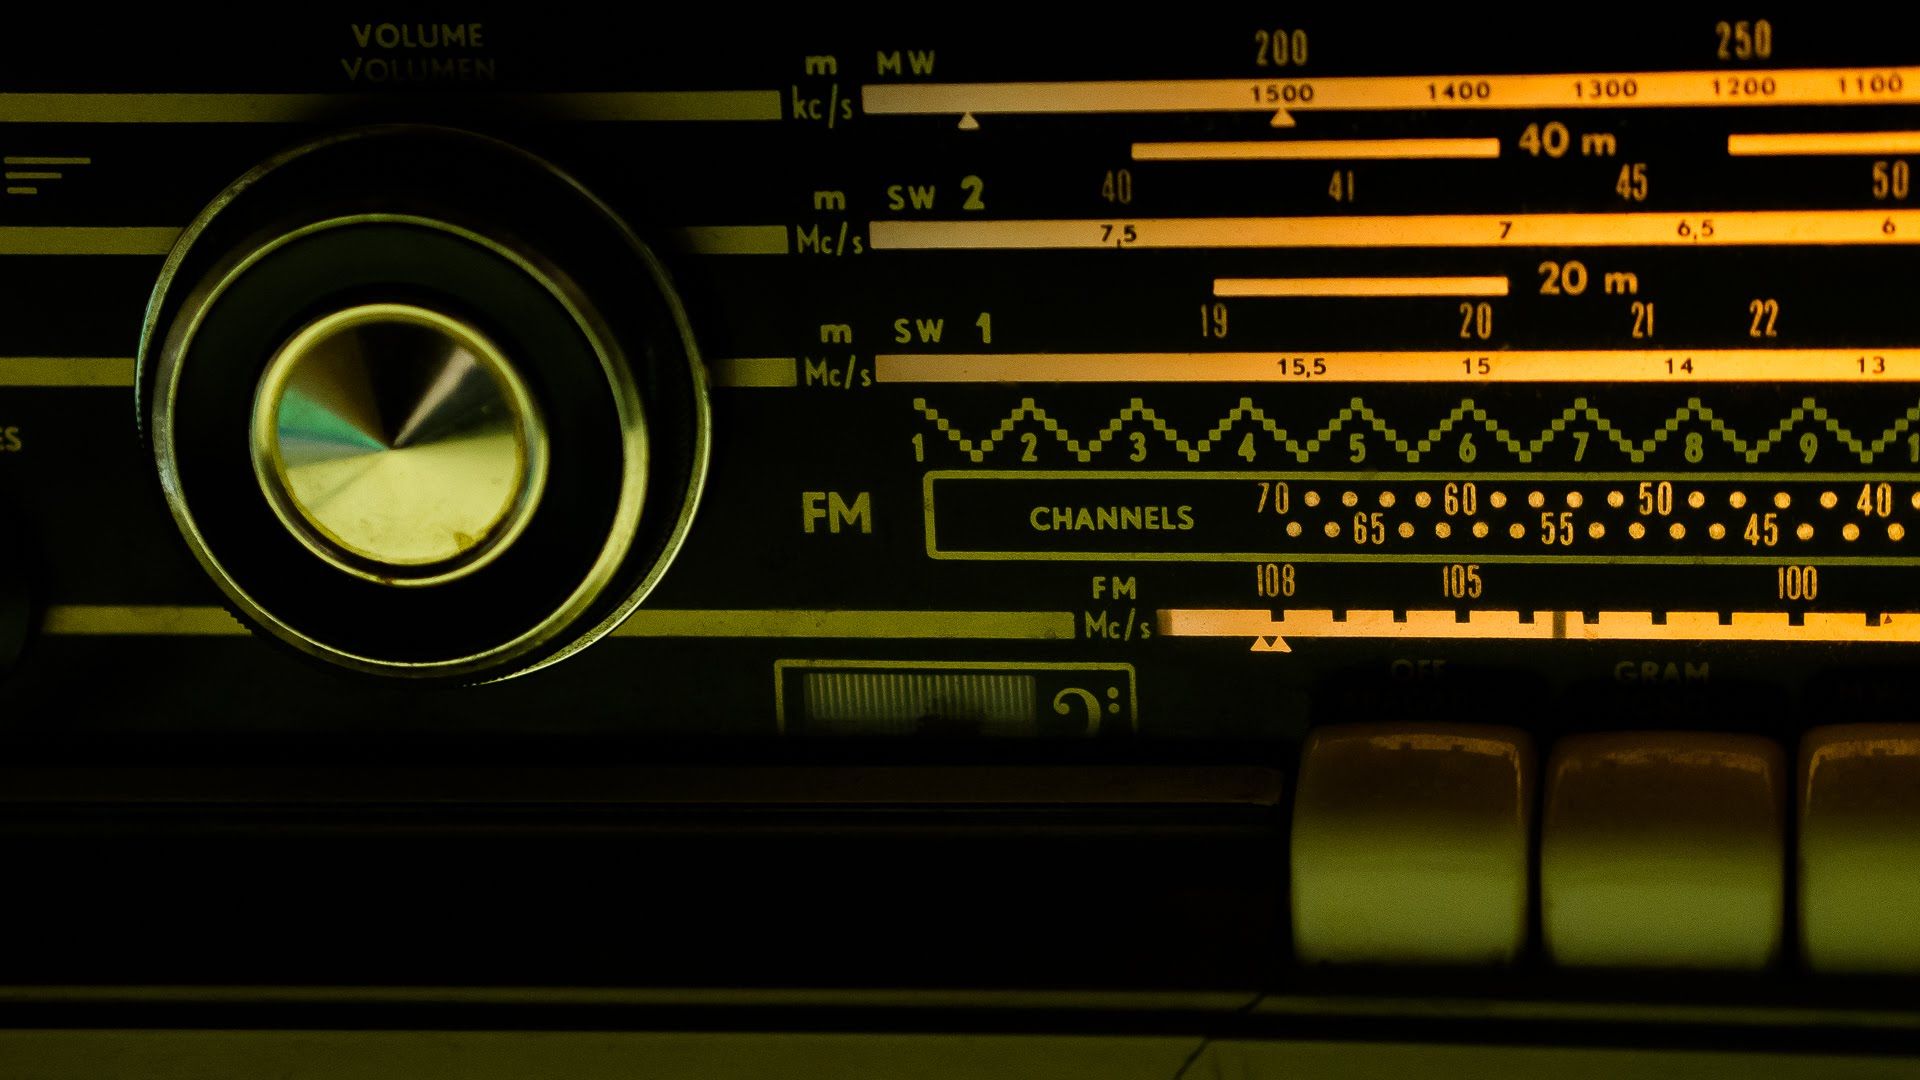 VOLUME
VOLUMEN
m MW 200 250
kc/s 1500 1400 1300 1200 1100
40 m
m SW 2 40 41 45 50
Mc/s 7,5 7 6,5 6
20 m
m SW 1 19 20 21 22
Mc/s 15,5 15 14 13
1 2 3 4 5 6 7 8 9
FM CHANNELS 70 60 50 40
65 55 45
FM 108 105 100
Mc/s
OFF GRAM